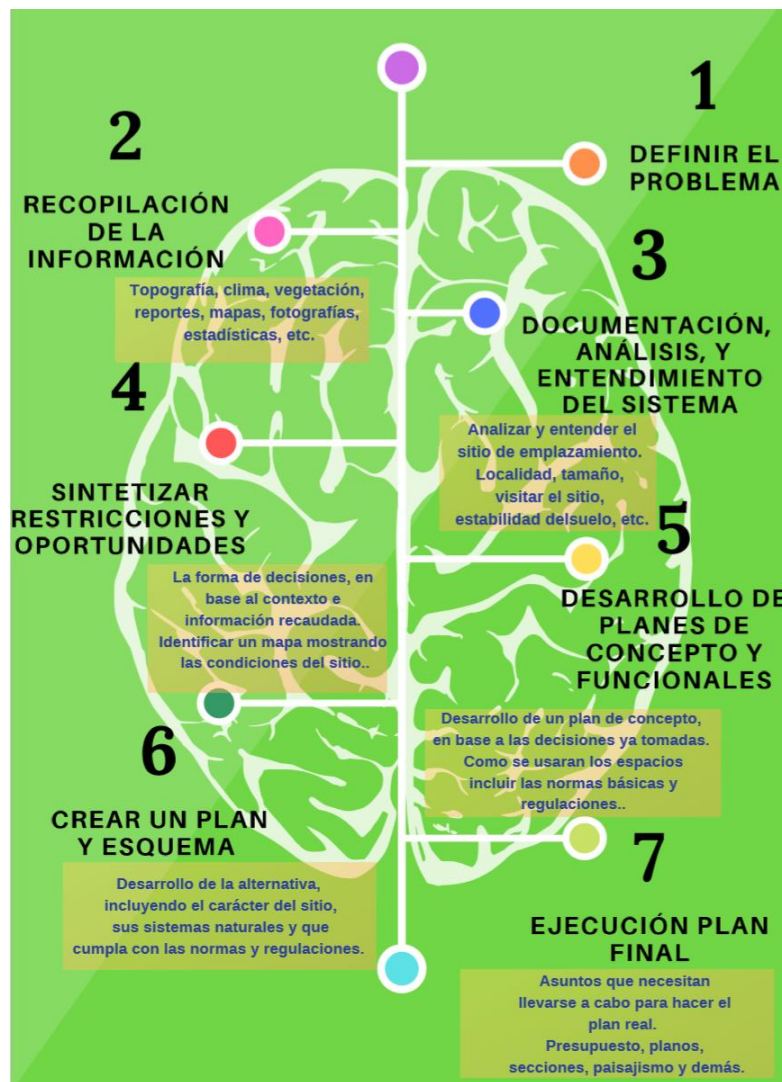 1
DEFINIR EL
PROBLEMA
2
RECOPILACIÓN
DE LA
INFORMACIÓN
Topografía, clima, vegetación,
reportes, mapas, fotografías,
estadísticas, etc.
3
DOCUMENTACIÓN,
ANÁLISIS, Y
ENTENDIMIENTO
DEL SISTEMA
Analizar y entender el
sitio de emplazamiento.
Localidad, tamaño,
visitar el sitio,
estabilidad delsuelo, etc.
4
SINTETIZAR
RESTRICCIONES Y
OPORTUNIDADES
La forma de decisiones, en
base al contexto e
información recaudada.
Identificar un mapa mostrando
las condiciones del sitio..
5
DESARROLLO DE
PLANES DE
CONCEPTO Y
FUNCIONALES
Desarrollo de un plan de concepto,
en base a las decisiones ya tomadas.
Como se usaran los espacios
incluir las normas básicas y
regulaciones..
6
CREAR UN PLAN
Y ESQUEMA
Desarrollo de la alternativa,
incluyendo el carácter del sitio,
sus sistemas naturales y que
cumpla con las normas y regulaciones.
7
EJECUCIÓN PLAN
FINAL
Asuntos que necesitan
llevarse a cabo para hacer el
plan real.
Presupuesto, planos,
secciones, paisajismo y demás.